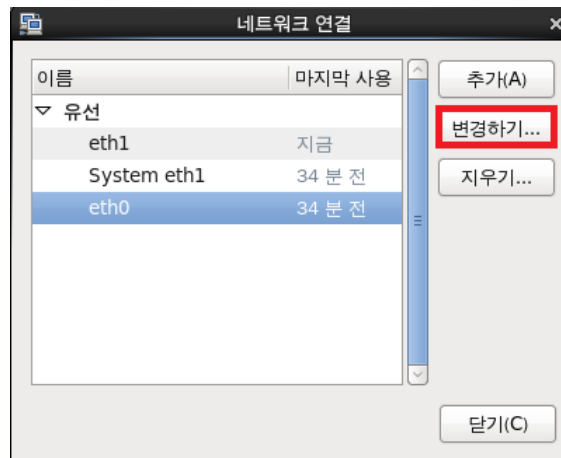 네트워크 연결
이름 마지막 사용
유선
eth1 지금
System eth1 34 분 전
eth0 34 분 전
추가(A)
변경하기...
지우기...
닫기(C)